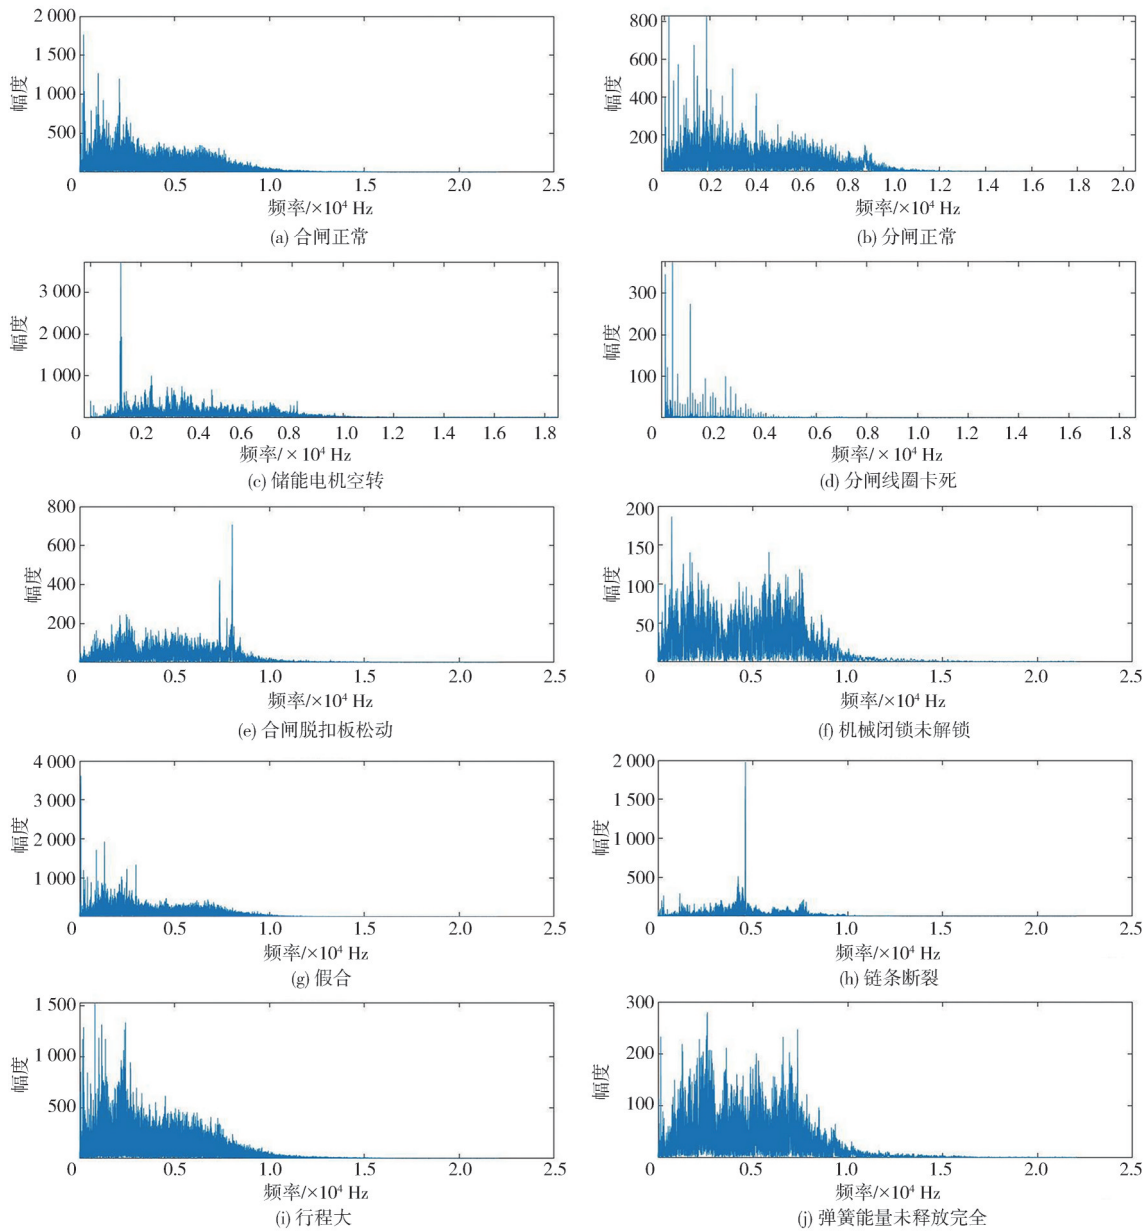 2 000
1 500
1 000
500
幅度
0 0.5 1.0 1.5 2.0 2.5
频率/×10⁴ Hz
(a) 合闸正常
800
600
400
200
幅度
0 0.2 0.4 0.6 0.8 1.0 1.2 1.4 1.6 1.8 2.0
频率/×10⁴ Hz
(b) 分闸正常
3 000
2 000
1 000
幅度
0 0.2 0.4 0.6 0.8 1.0 1.2 1.4 1.6 1.8
频率/×10⁴ Hz
(c) 储能电机空转
300
200
100
幅度
0 0.2 0.4 0.6 0.8 1.0 1.2 1.4 1.6 1.8
频率/×10⁴ Hz
(d) 分闸线圈卡死
800
600
400
200
幅度
0 0.5 1.0 1.5 2.0 2.5
频率/×10⁴ Hz
(e) 合闸脱扣板松动
200
150
100
50
幅度
0 0.5 1.0 1.5 2.0 2.5
频率/×10⁴ Hz
(f) 机械闭锁未解锁
4 000
3 000
2 000
1 000
幅度
0 0.5 1.0 1.5 2.0 2.5
频率/×10⁴ Hz
(g) 假合
2 000
1 500
1 000
500
幅度
0 0.5 1.0 1.5 2.0 2.5
频率/×10⁴ Hz
(h) 链条断裂
1 500
1 000
500
幅度
0 0.5 1.0 1.5 2.0 2.5
频率/×10⁴ Hz
(i) 行程大
300
200
100
幅度
0 0.5 1.0 1.5 2.0 2.5
频率/×10⁴ Hz
(j) 弹簧能量未释放完全